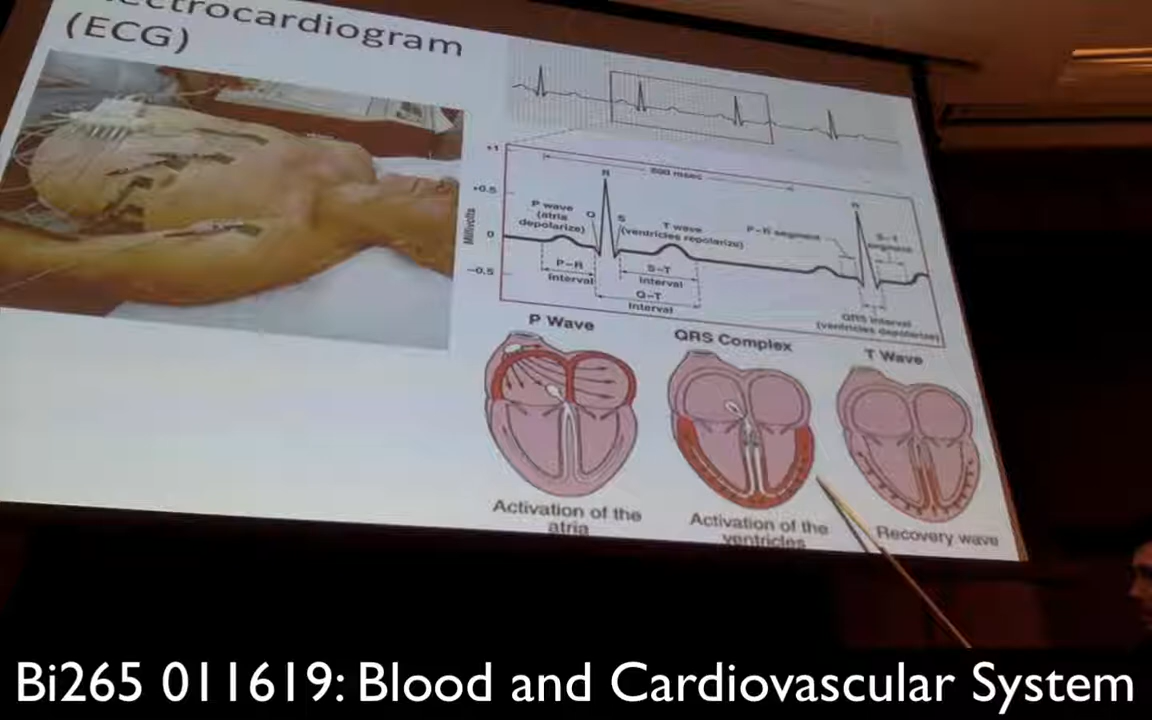 ectrocardiogram
(ECG)
+1
800 msec
R
+0.5
P wave
(atria
depolarize)
Q
S
T wave
(ventricles repolarize)
P-R segment
R
S-T
segment
Millivolts
0
P-R
interval
S-T
interval
-0.5
Q-T
interval
QRS interval
(ventricles depolarize)
P Wave
QRS Complex
T Wave
Activation of the
atria
Activation of the
ventricles
Recovery wave
Bi265 011619: Blood and Cardiovascular System